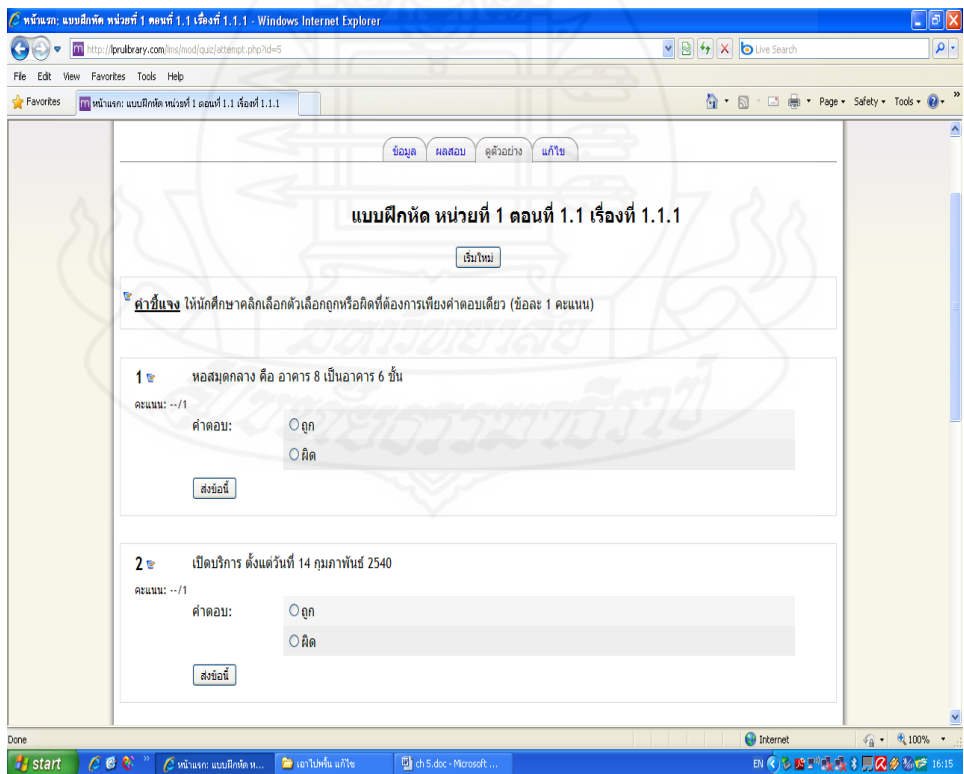 หน้าแรก: แบบฝึกหัด หน่วยที่ 1 ตอนที่ 1.1 เรื่องที่ 1.1.1 - Windows Internet Explorer
http://lprulibrary.com/lms/mod/quiz/attempt.php?id=5
Live Search
File Edit View Favorites Tools Help
Favorites หน้าแรก: แบบฝึกหัด หน่วยที่ 1 ตอนที่ 1.1 เรื่องที่ 1.1.1 Page Safety Tools
ข้อมูล ผลสอบ ดูตัวอย่าง แก้ไข
แบบฝึกหัด หน่วยที่ 1 ตอนที่ 1.1 เรื่องที่ 1.1.1
เริ่มใหม่
คำชี้แจง ให้นักศึกษาคลิกเลือกตัวเลือกถูกหรือผิดที่ต้องการเพียงคำตอบเดียว (ข้อละ 1 คะแนน)
1 หอสมุดกลาง คือ อาคาร 8 เป็นอาคาร 6 ชั้น
คะแนน: --/1
คำตอบ: ถูก
ผิด
ส่งข้อนี้
2 เปิดบริการ ตั้งแต่วันที่ 14 กุมภาพันธ์ 2540
คะแนน: --/1
คำตอบ: ถูก
ผิด
ส่งข้อนี้
Done Internet 100%
start หน้าแรก: แบบฝึกหัด ห... เอาไปพริ้น แก้ไข ch 5.doc - Microsoft ... EN 16:15